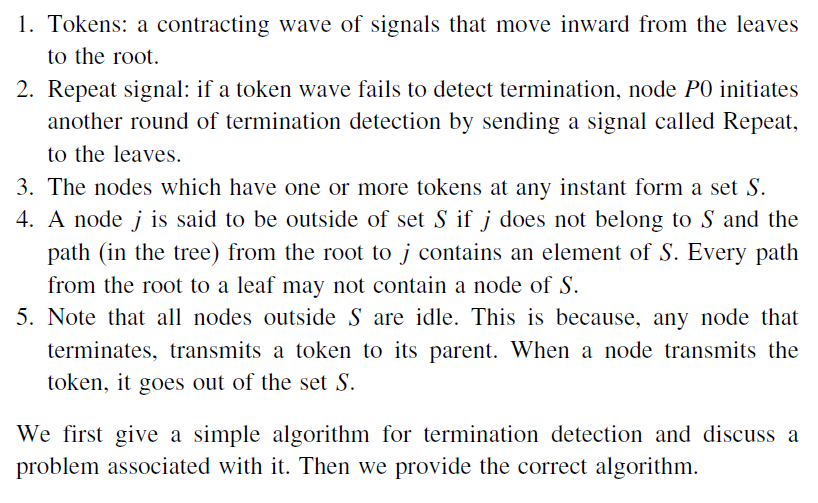 1. Tokens: a contracting wave of signals that move inward from the leaves
to the root.
2. Repeat signal: if a token wave fails to detect termination, node P0 initiates
another round of termination detection by sending a signal called Repeat,
to the leaves.
3. The nodes which have one or more tokens at any instant form a set S.
4. A node j is said to be outside of set S if j does not belong to S and the
path (in the tree) from the root to j contains an element of S. Every path
from the root to a leaf may not contain a node of S.
5. Note that all nodes outside S are idle. This is because, any node that
terminates, transmits a token to its parent. When a node transmits the
token, it goes out of the set S.
We first give a simple algorithm for termination detection and discuss a
problem associated with it. Then we provide the correct algorithm.